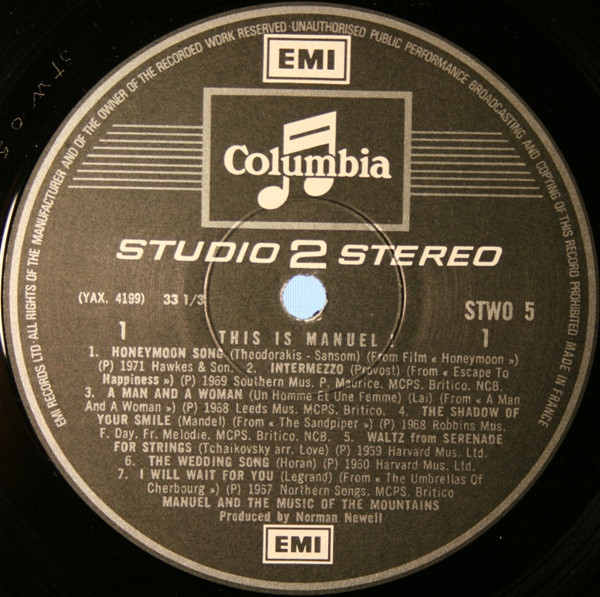 EMI RECORDS LTD ALL RIGHTS OF THE MANUFACTURER AND OF THE OWNER OF THE RECORDED WORK RESERVED UNAUTHORISED PUBLIC PERFORMANCE BROADCASTING AND COPYING OF THIS RECORD PROHIBITED MADE IN FRANCE
EMI
Columbia
STUDIO 2 STEREO
(YAX. 4199) 33 1/3
STWO 5
1 1
THIS IS MANUEL
1. HONEYMOON SONG (Theodorakis - Sansom) (From Film « Honeymoon »)
(P) 1971 Hawkes & Son. 2. INTERMEZZO (Provost) (From « Escape To
Happiness ») (P) 1969 Southern Mus. P. Maurice. MCPS. Britico. NCB.
3. A MAN AND A WOMAN (Un Homme Et Une Femme) (Lai) (From « A Man
And A Woman ») (P) 1968 Leeds Mus. MCPS. Britico. 4. THE SHADOW OF
YOUR SMILE (Mandel) (From « The Sandpiper ») (P) 1968 Robbins Mus.
F. Day. Fr. Melodie. MCPS. Britico. NCB. 5. WALTZ from SERENADE
FOR STRINGS (Tchaikovsky arr. Love) (P) 1959 Harvard Mus. Ltd.
6. THE WEDDING SONG (Horan) (P) 1960 Harvard Mus. Ltd.
7. I WILL WAIT FOR YOU (Legrand) (From « The Umbrellas Of
Cherbourg ») (P) 1967 Northern Songs. MCPS. Britico
MANUEL AND THE MUSIC OF THE MOUNTAINS
Produced by Norman Newell
EMI
STWO5